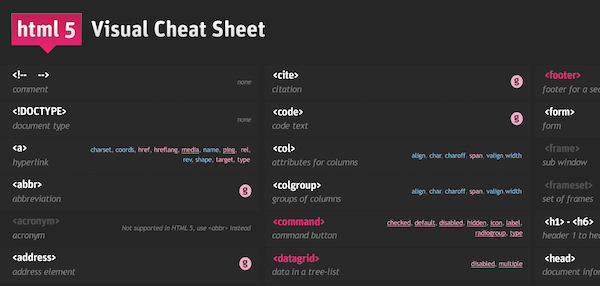 html 5 Visual Cheat Sheet
<!-- -->
comment
none
<!DOCTYPE>
document type
none
<a>
hyperlink
charset, coords, href, hreflang, media, name, ping, rel,
rev, shape, target, type
<abbr>
abbreviation
g
<acronym>
acronym
Not supported in HTML 5, use <abbr> instead
<address>
address element
g
<cite>
citation
g
<code>
code text
g
<col>
attributes for columns
align, char, charoff, span, valign, width
<colgroup>
groups of columns
align, char, charoff, span, valign, width
<command>
command button
checked, default, disabled, hidden, icon, label,
radiogroup, type
<datagrid>
data in a tree-list
disabled, multiple
<footer>
footer for a sec
<form>
form
<frame>
sub window
<frameset>
set of frames
<h1> - <h6>
header 1 to hea
<head>
document infor